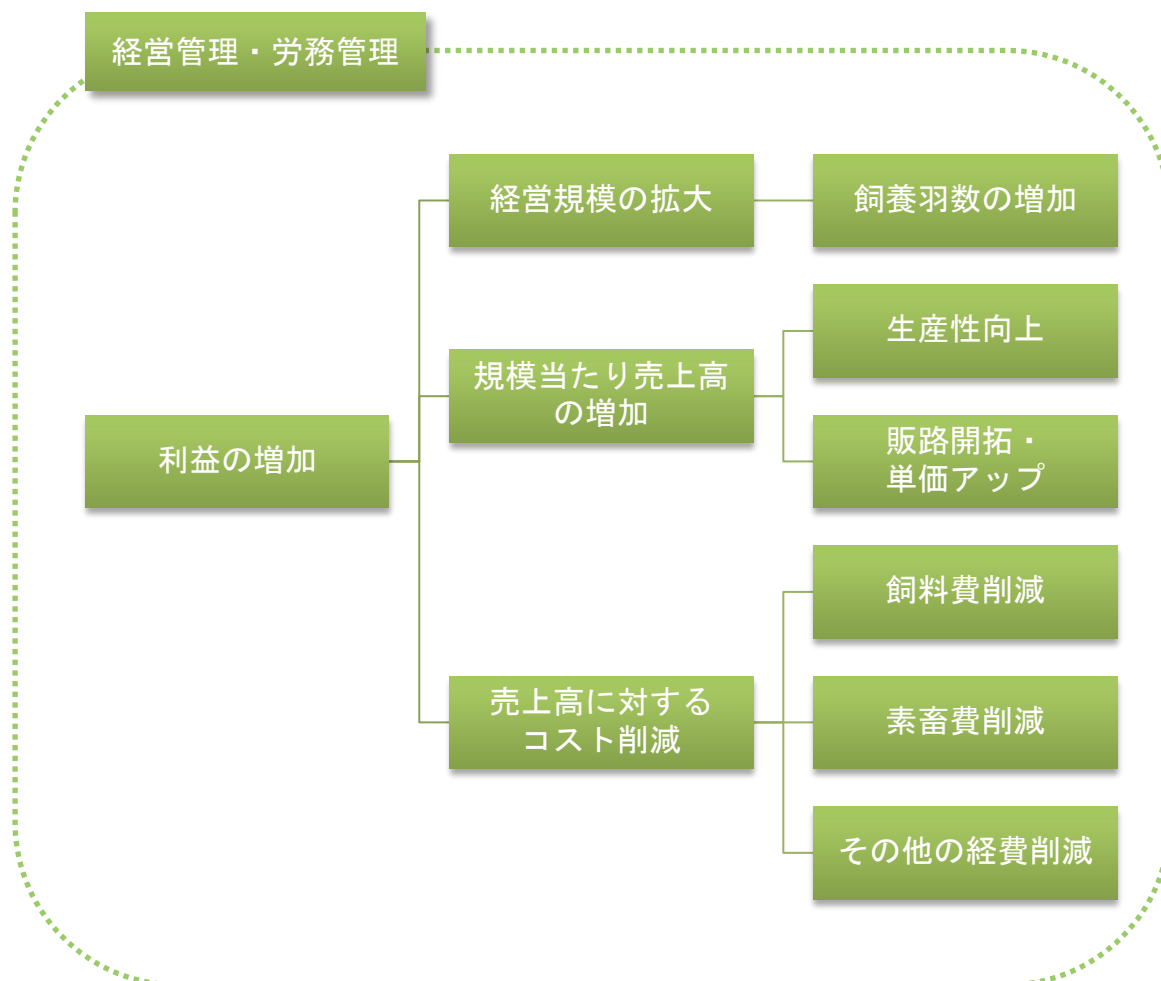 経営管理・労務管理
経営規模の拡大
飼養羽数の増加
生産性向上
規模当たり売上高
の増加
販路開拓・
単価アップ
利益の増加
飼料費削減
売上高に対する
コスト削減
素畜費削減
その他の経費削減